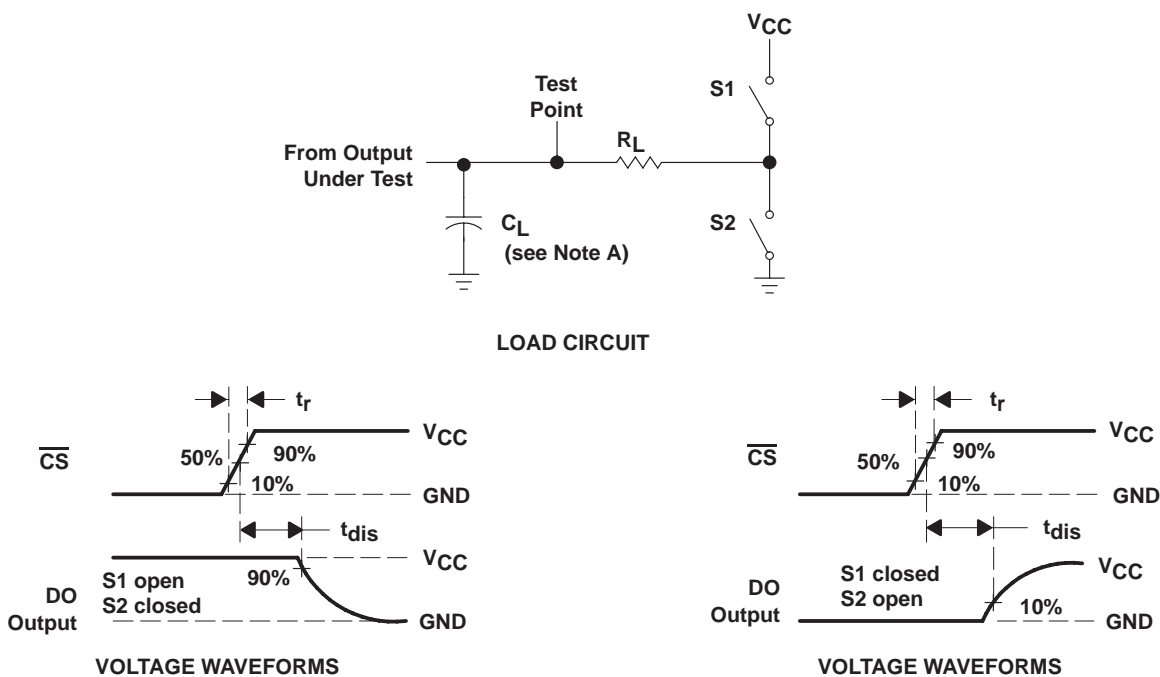 VCC
S1
Test
Point
RL
From Output
Under Test
S2
CL
(see Note A)
LOAD CIRCUIT
tr
CS
50%
90%
10%
VCC
GND
tdis
DO
Output
S1 open
S2 closed
90%
VCC
GND
VOLTAGE WAVEFORMS
tr
CS
50%
90%
10%
VCC
GND
tdis
DO
Output
S1 closed
S2 open
10%
VCC
GND
VOLTAGE WAVEFORMS